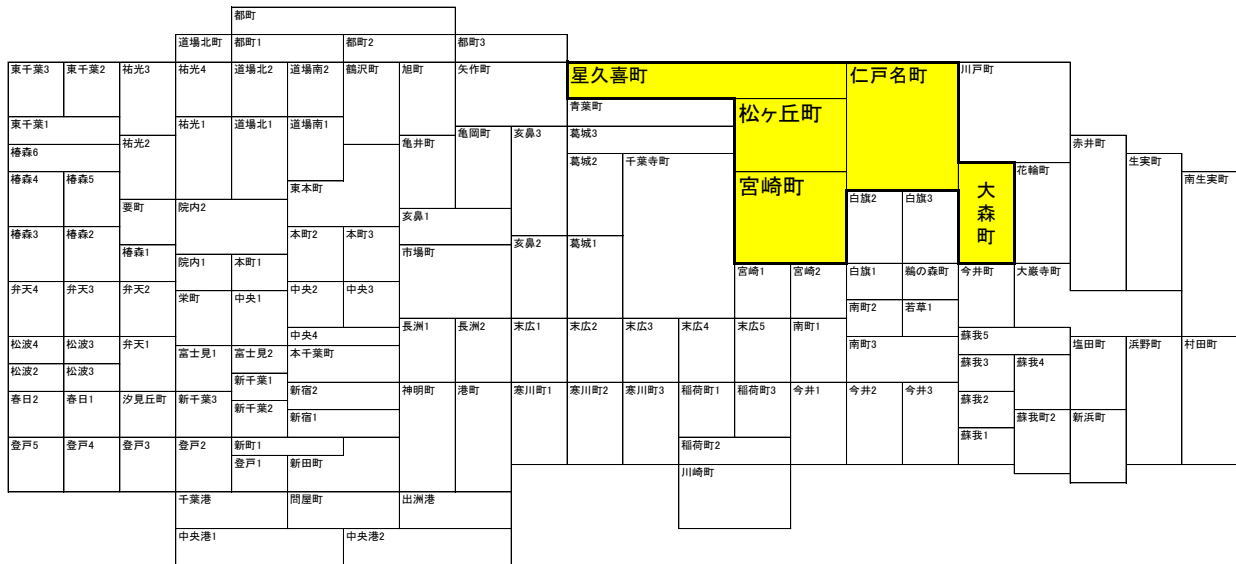 都町
道場北町
都町1
都町2
都町3
東千葉3
東千葉2
祐光3
祐光4
道場北2
道場南2
鶴沢町
旭町
矢作町
星久喜町
仁戸名町
川戸町
青葉町
松ヶ丘町
東千葉1
祐光1
道場北1
道場南1
亀岡町
亥鼻3
葛城3
祐光2
亀井町
赤井町
椿森6
葛城2
千葉寺町
生実町
花輪町
椿森4
椿森5
宮崎町
南生実町
東本町
大森町
白旗2
白旗3
要町
院内2
亥鼻1
椿森3
椿森2
本町2
本町3
亥鼻2
葛城1
椿森1
市場町
院内1
本町1
宮崎1
宮崎2
白旗1
鵜の森町
今井町
大巌寺町
弁天4
弁天3
弁天2
栄町
中央1
中央2
中央3
南町2
若草1
長洲1
長洲2
末広1
末広2
末広3
末広4
末広5
南町1
中央4
蘇我5
松波4
松波3
弁天1
富士見1
富士見2
本千葉町
南町3
塩田町
浜野町
村田町
蘇我3
蘇我4
松波2
松波3
新千葉1
新宿2
神明町
港町
寒川町1
寒川町2
寒川町3
稲荷町1
稲荷町3
今井1
今井2
今井3
春日2
春日1
汐見丘町
新千葉3
蘇我2
新千葉2
新宿1
蘇我町2
新浜町
蘇我1
登戸5
登戸4
登戸3
登戸2
新町1
稲荷町2
登戸1
新田町
川崎町
千葉港
問屋町
出洲港
中央港1
中央港2